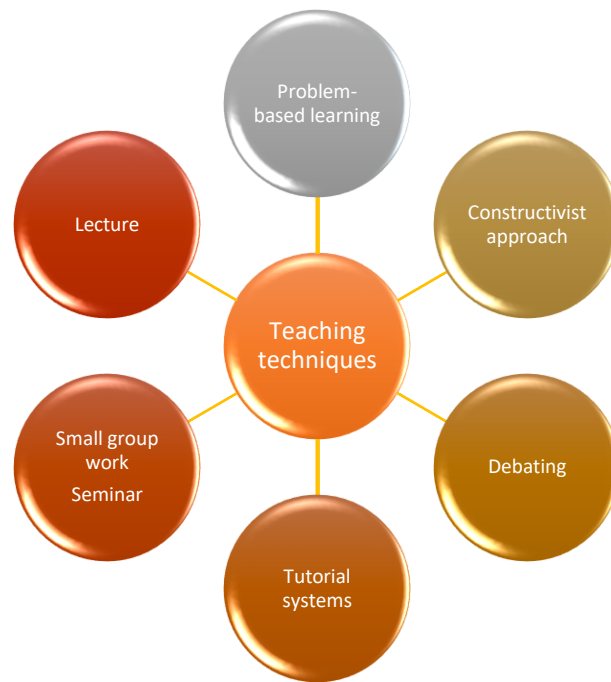 Problem-
based learning
Constructivist
approach
Debating
Tutorial
systems
Small group
work
Seminar
Lecture
Teaching
techniques